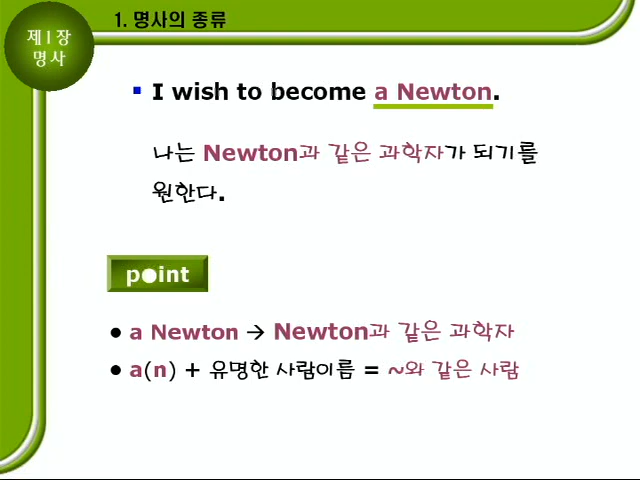 제1장
명사
1. 명사의 종류
I wish to become a Newton.
나는 Newton과 같은 과학자가 되기를
원한다.
point
● a Newton → Newton과 같은 과학자
● a(n) + 유명한 사람이름 = ~와 같은 사람